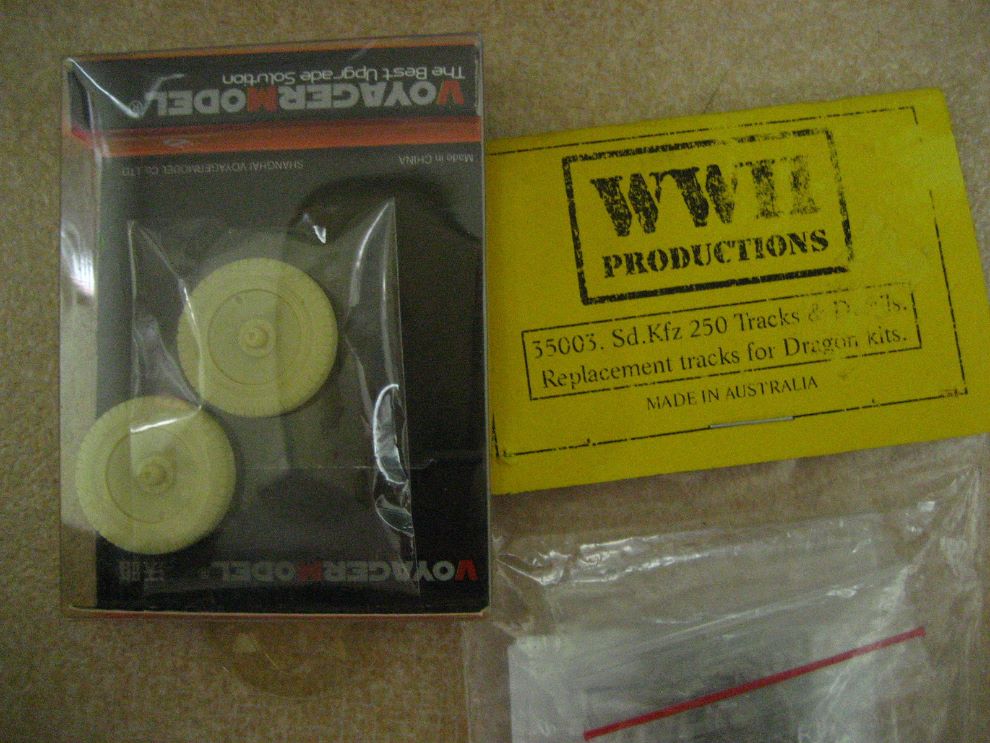 VOYAGERMODEL®
The Best Upgrade Solution
Made in CHINA
SHANGHAI VOYAGERMODEL Co. LTD
VOYAGERMODEL®
WWII
PRODUCTIONS
35003. Sd.Kfz 250 Tracks & Details.
Replacement tracks for Dragon kits.
MADE IN AUSTRALIA